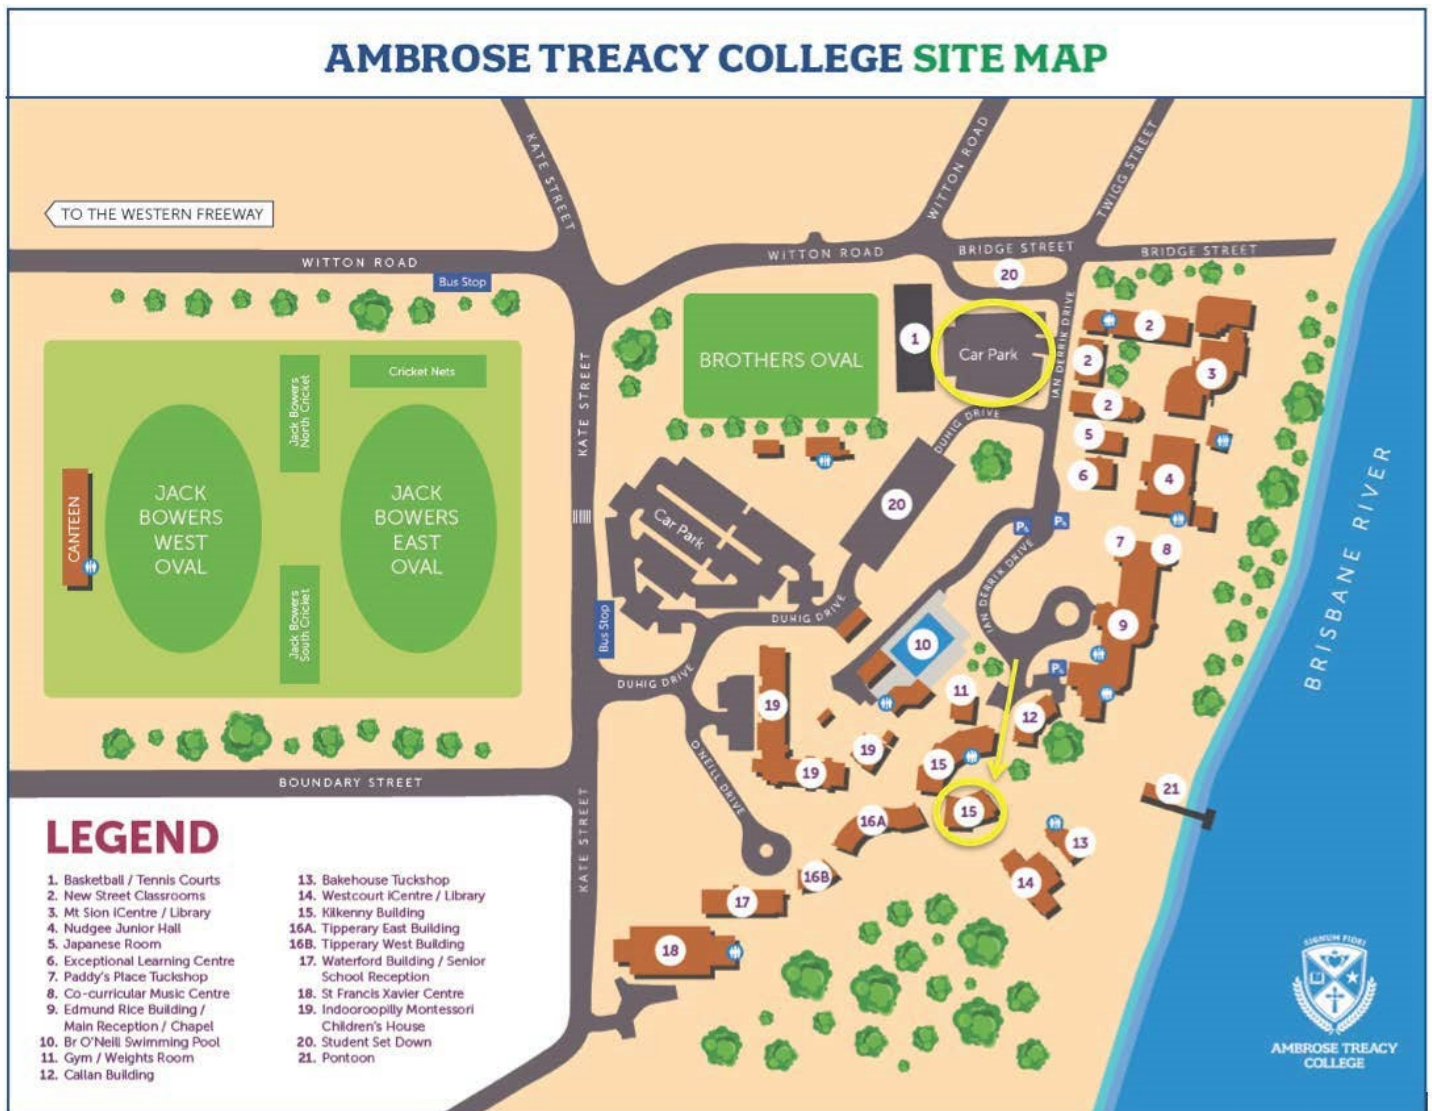 AMBROSE TREACY COLLEGE SITE MAP
KATE STREET
WITTON ROAD
TWIGG STREET
TO THE WESTERN FREEWAY
WITTON ROAD
WITTON ROAD
BRIDGE STREET
BRIDGE STREET
Bus Stop
20
IAN DERRIK DRIVE
2
1
Car Park
BROTHERS OVAL
2
3
Cricket Nets
Jack Bowers
North Cricket
KATE STREET
2
DUHIG DRIVE
5
6
4
CANTEEN
JACK
BOWERS
WEST
OVAL
JACK
BOWERS
EAST
OVAL
Car Park
20
P
P
7
8
BRISBANE RIVER
IAN DERRIK DRIVE
Jack Bowers
South Cricket
Bus Stop
DUHIG DRIVE
9
10
P
DUHIG DRIVE
11
19
12
19
15
19
O'NEILL DRIVE
BOUNDARY STREET
21
15
16A
13
KATE STREET
16B
14
17
18
LEGEND
1. Basketball / Tennis Courts
2. New Street Classrooms
3. Mt Sion iCentre / Library
4. Nudgee Junior Hall
5. Japanese Room
6. Exceptional Learning Centre
7. Paddy's Place Tuckshop
8. Co-curricular Music Centre
9. Edmund Rice Building /
Main Reception / Chapel
10. Br O'Neill Swimming Pool
11. Gym / Weights Room
12. Callan Building
13. Bakehouse Tuckshop
14. Westcourt iCentre / Library
15. Kilkenny Building
16A. Tipperary East Building
16B. Tipperary West Building
17. Waterford Building / Senior
School Reception
18. St Francis Xavier Centre
19. Indooroopilly Montessori
Children's House
20. Student Set Down
21. Pontoon
SIGNUM FIDEI
AMBROSE TREACY
COLLEGE